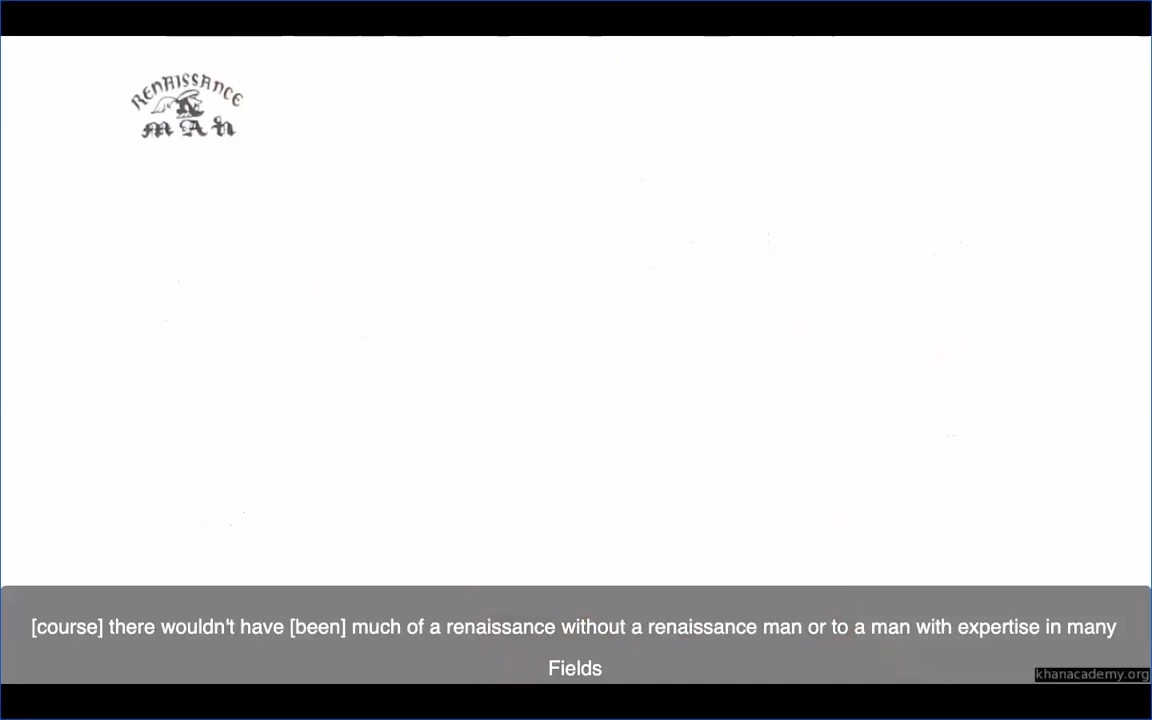 RENAISSANCE
MAN
[course] there wouldn't have [been] much of a renaissance without a renaissance man or to a man with expertise in many
Fields
khanacademy.org